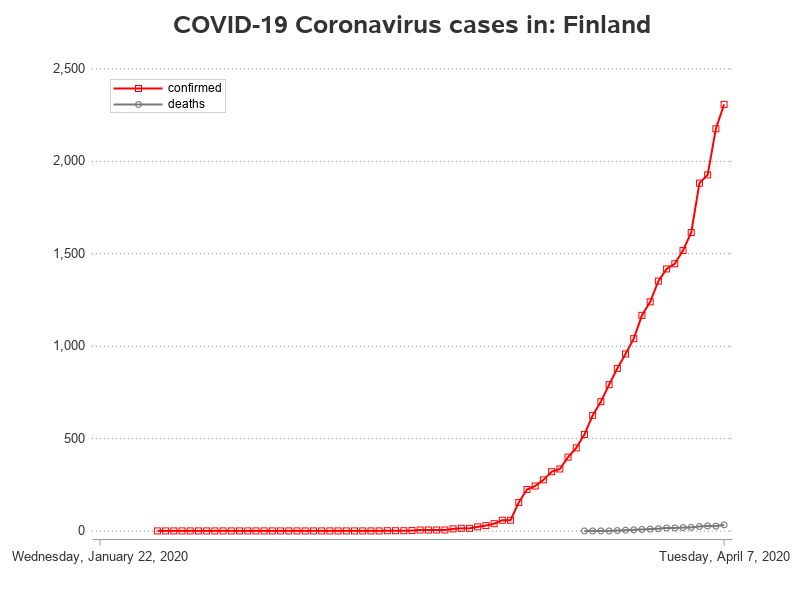 COVID-19 Coronavirus cases in: Finland
2,500
confirmed
deaths
2,000
1,500
1,000
500
0
Wednesday, January 22, 2020
Tuesday, April 7, 2020